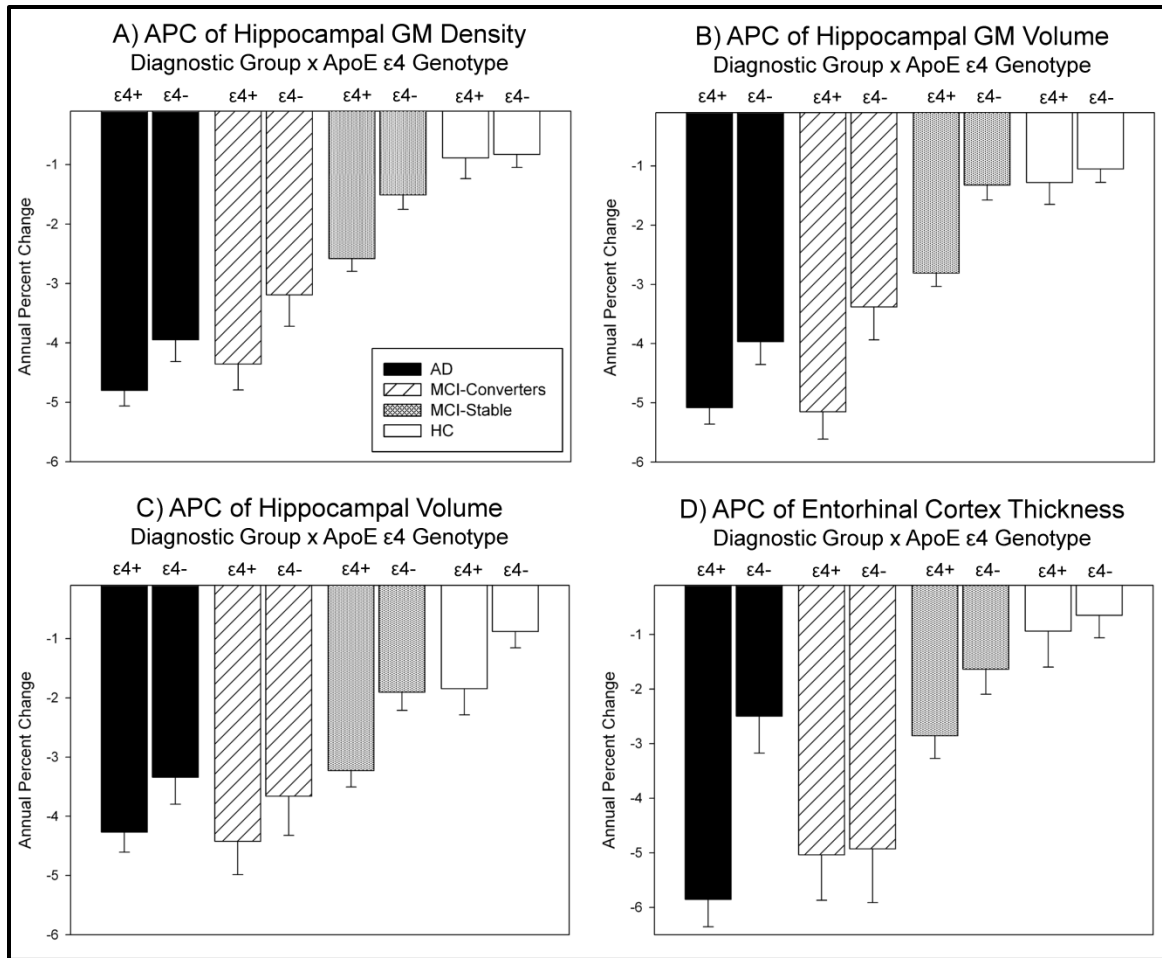 A) APC of Hippocampal GM Density
Diagnostic Group x ApoE ε4 Genotype
ε4+ ε4- ε4+ ε4- ε4+ ε4- ε4+ ε4-
Annual Percent Change
-1
-2
-3
-4
-5
-6
AD
MCI-Converters
MCI-Stable
HC
B) APC of Hippocampal GM Volume
Diagnostic Group x ApoE ε4 Genotype
ε4+ ε4- ε4+ ε4- ε4+ ε4- ε4+ ε4-
Annual Percent Change
-1
-2
-3
-4
-5
-6
C) APC of Hippocampal Volume
Diagnostic Group x ApoE ε4 Genotype
ε4+ ε4- ε4+ ε4- ε4+ ε4- ε4+ ε4-
Annual Percent Change
-1
-2
-3
-4
-5
-6
D) APC of Entorhinal Cortex Thickness
Diagnostic Group x ApoE ε4 Genotype
ε4+ ε4- ε4+ ε4- ε4+ ε4- ε4+ ε4-
Annual Percent Change
-1
-2
-3
-4
-5
-6